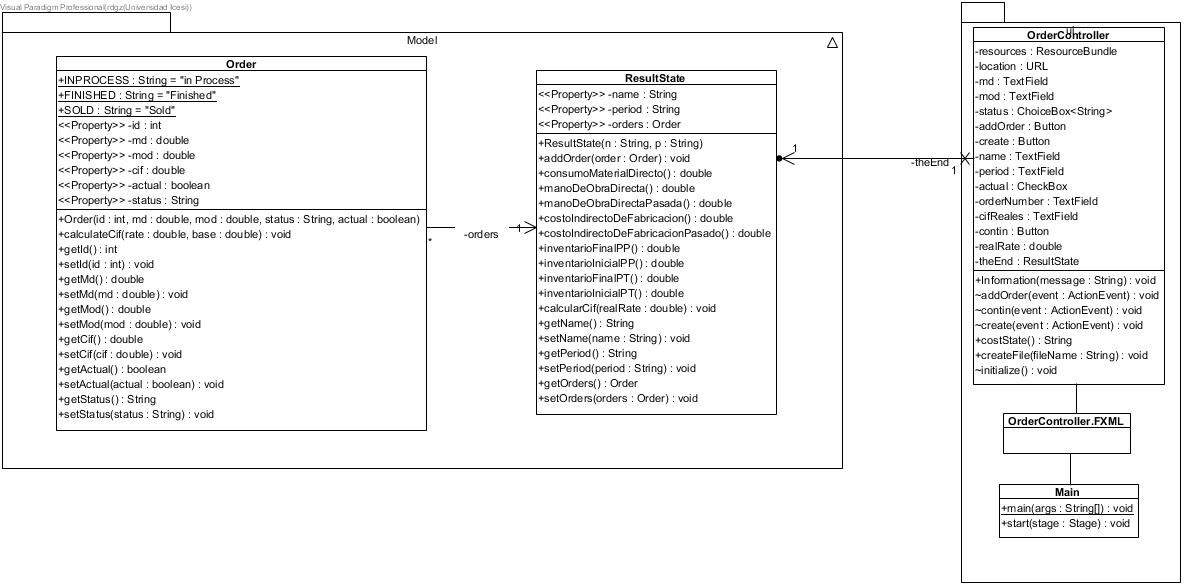 Visual Paradigm Professional(rdgz(Universidad Icesi))
Model
Order
+INPROCESS : String = "in Process"
+FINISHED : String = "Finished"
+SOLD : String = "Sold"
<<Property>> -id : int
<<Property>> -md : double
<<Property>> -mod : double
<<Property>> -cif : double
<<Property>> -actual : boolean
<<Property>> -status : String
+Order(id : int, md : double, mod : double, status : String, actual : boolean)
+calculateCif(rate : double, base : double) : void
+getId() : int
+setId(id : int) : void
+getMd() : double
+setMd(md : double) : void
+getMod() : double
+setMod(mod : double) : void
+getCif() : double
+setCif(cif : double) : void
+getActual() : boolean
+setActual(actual : boolean) : void
+getStatus() : String
+setStatus(status : String) : void
*
-orders
1
ResultState
<<Property>> -name : String
<<Property>> -period : String
<<Property>> -orders : Order
+ResultState(n : String, p : String)
+addOrder(order : Order) : void
+consumoMaterialDirecto() : double
+manoDeObraDirecta() : double
+manoDeObraDirectaPasada() : double
+costoIndirectoDeFabricacion() : double
+costoIndirectoDeFabricacionPasado() : double
+inventarioFinalPP() : double
+inventarioInicialPP() : double
+inventarioFinalPT() : double
+inventarioInicialPT() : double
+calcularCif(realRate : double) : void
+getName() : String
+setName(name : String) : void
+getPeriod() : String
+setPeriod(period : String) : void
+getOrders() : Order
+setOrders(orders : Order) : void
1
-theEnd
1
ui
OrderController
-resources : ResourceBundle
-location : URL
-md : TextField
-mod : TextField
-status : ChoiceBox<String>
-addOrder : Button
-create : Button
-name : TextField
-period : TextField
-actual : CheckBox
-orderNumber : TextField
-cifReales : TextField
-contin : Button
-realRate : double
-theEnd : ResultState
+Information(message : String) : void
~addOrder(event : ActionEvent) : void
~contin(event : ActionEvent) : void
~create(event : ActionEvent) : void
+costState() : String
+createFile(fileName : String) : void
~initialize() : void
OrderController.FXML
Main
+main(args : String[]) : void
+start(stage : Stage) : void